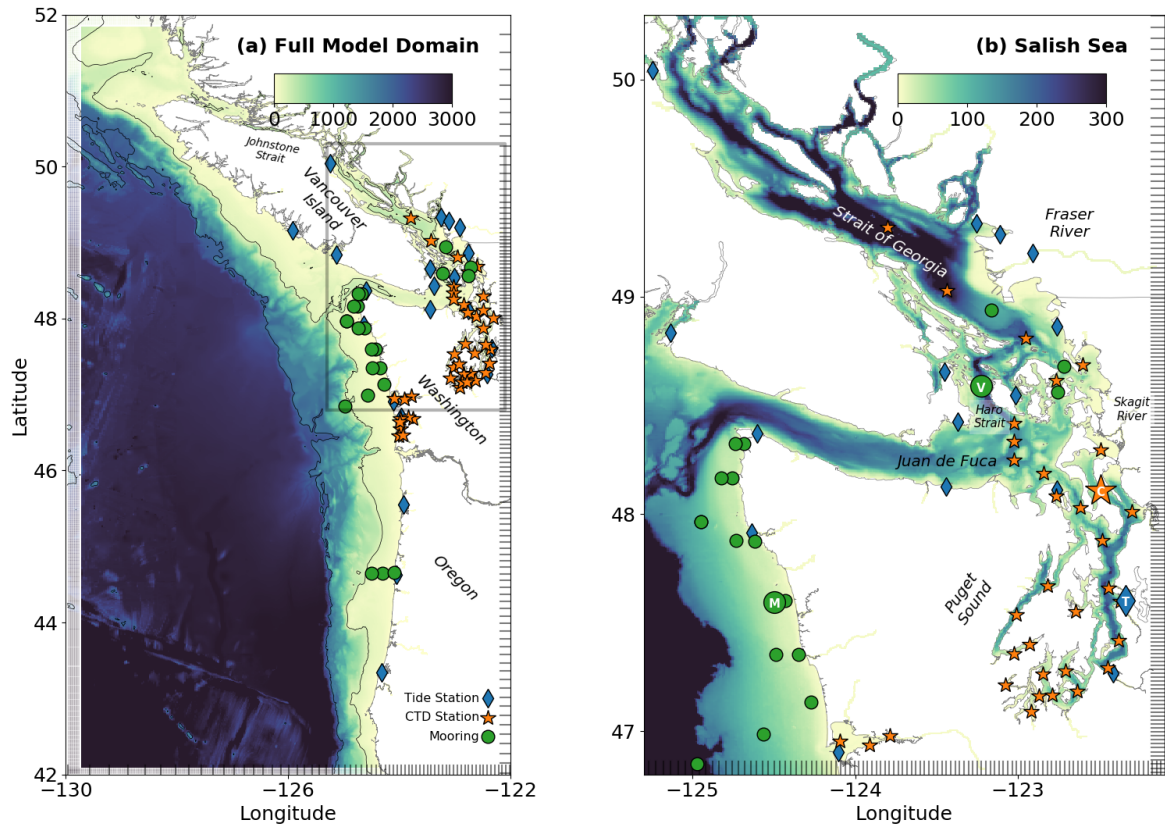 (a) Full Model Domain
0 1000 2000 3000
Johnstone
Strait
Vancouver
Island
Washington
Oregon
Tide Station
CTD Station
Mooring
52
50
48
46
44
42
Latitude
−130 −126 −122
Longitude
(b) Salish Sea
0 100 200 300
Fraser
River
Strait of Georgia
V
Haro
Strait
Skagit
River
Juan de Fuca
C
Puget
Sound
T
M
50
49
48
47
−125 −124 −123
Longitude